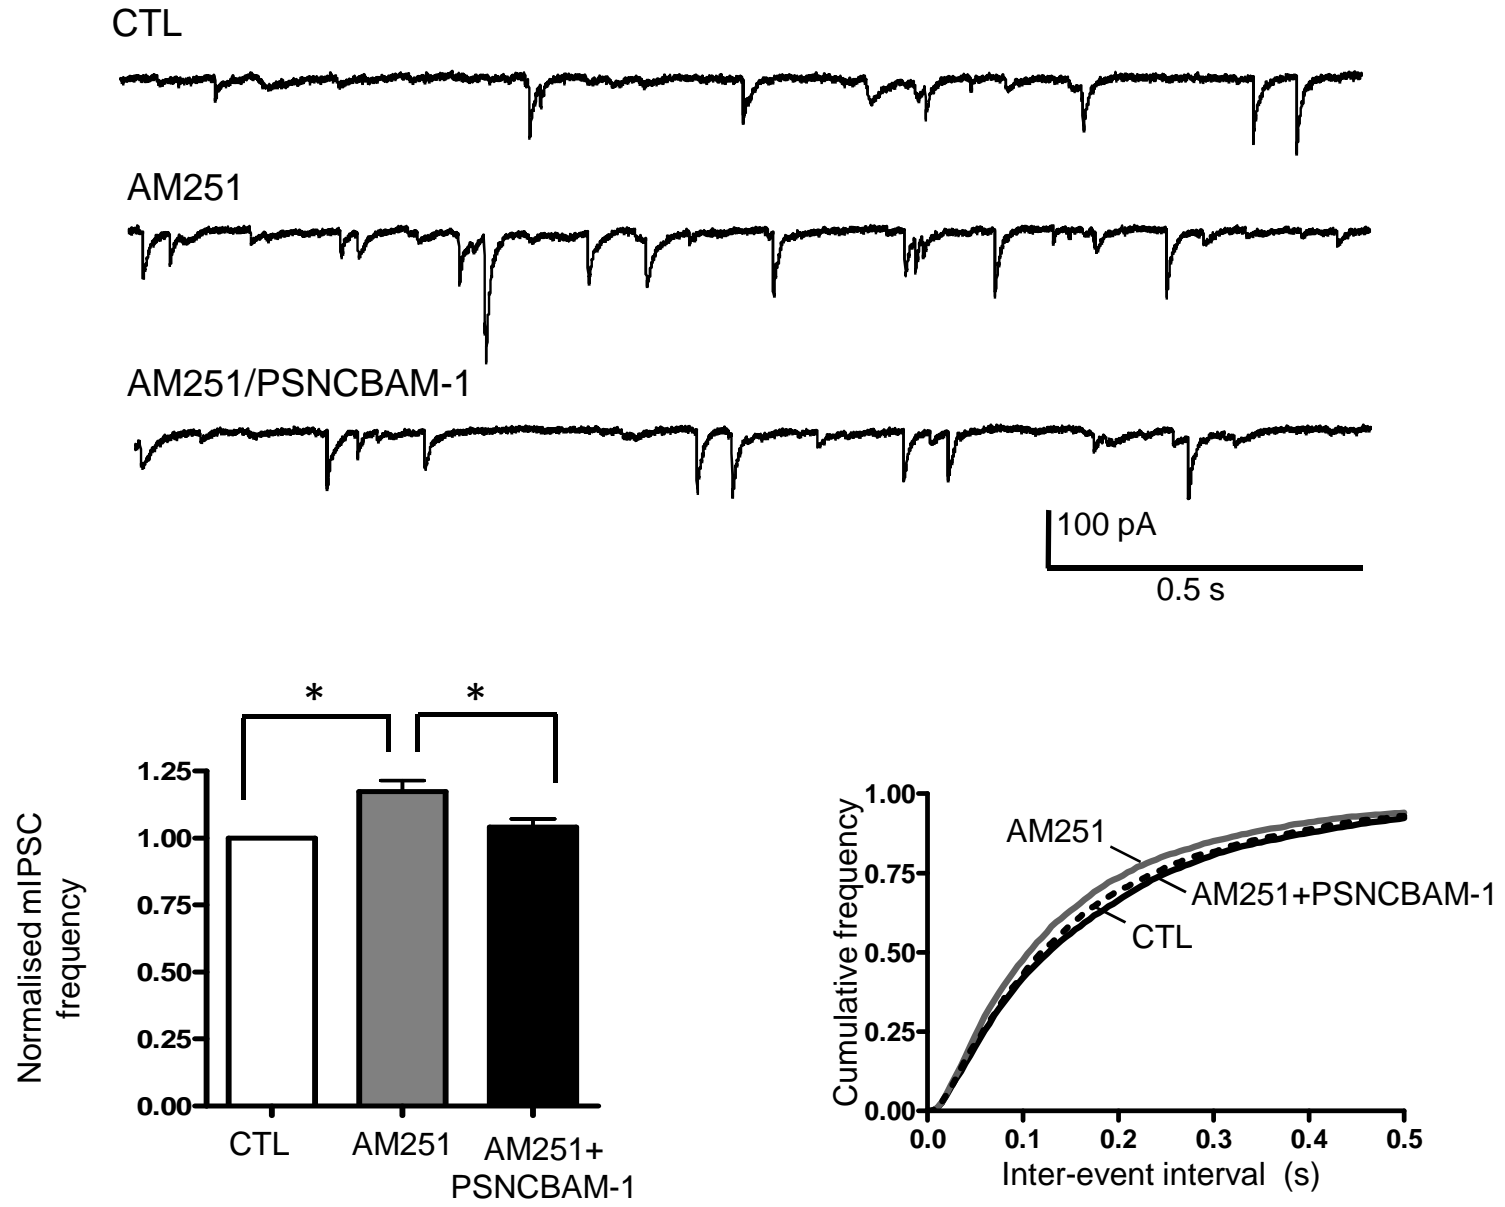 CTL
AM251
AM251/PSNCBAM-1
100 pA
0.5 s
*
*
Normalised mIPSC
frequency
1.25
1.00
0.75
0.50
0.25
0.00
CTL
AM251
AM251+
PSNCBAM-1
Cumulative frequency
1.00
0.75
0.50
0.25
0.00
AM251
AM251+PSNCBAM-1
CTL
0.0 0.1 0.2 0.3 0.4 0.5
Inter-event interval (s)